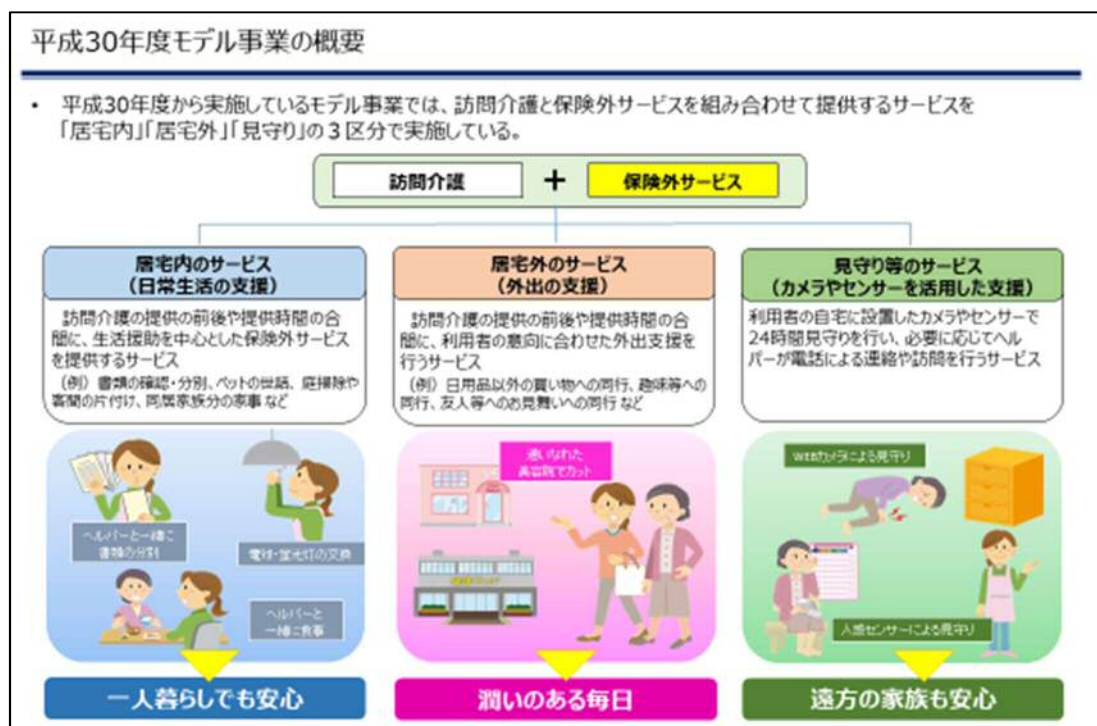 平成30年度モデル事業の概要
• 平成30年度から実施しているモデル事業では、訪問介護と保険外サービスを組み合わせて提供するサービスを
「居宅内」「居宅外」「見守り」の3区分で実施している。
訪問介護 + 保険外サービス
居宅内のサービス
(日常生活の支援)
訪問介護の提供の前後や提供時間の合
間に、生活援助を中心とした保険外サービス
を提供するサービス
(例) 書類の確認・分別、ペットの世話、庭掃除や
客間の片付け、同居家族分の家事 など
ヘルパーと一緒に
書類の分別
電球・蛍光灯の交換
ヘルパーと
一緒に食事
一人暮らしでも安心
居宅外のサービス
(外出の支援)
訪問介護の提供の前後や提供時間の合
間に、利用者の意向に合わせた外出支援を
行うサービス
(例) 日用品以外の買い物への同行、趣味等への
同行、友人等へのお見舞いへの同行 など
通いなれた
美容院でカット
潤いのある毎日
見守り等のサービス
(カメラやセンサーを活用した支援)
利用者の自宅に設置したカメラやセンサーで
24時間見守りを行い、必要に応じてヘル
パーが電話による連絡や訪問を行うサービス
WEBカメラによる見守り
人感センサーによる見守り
遠方の家族も安心